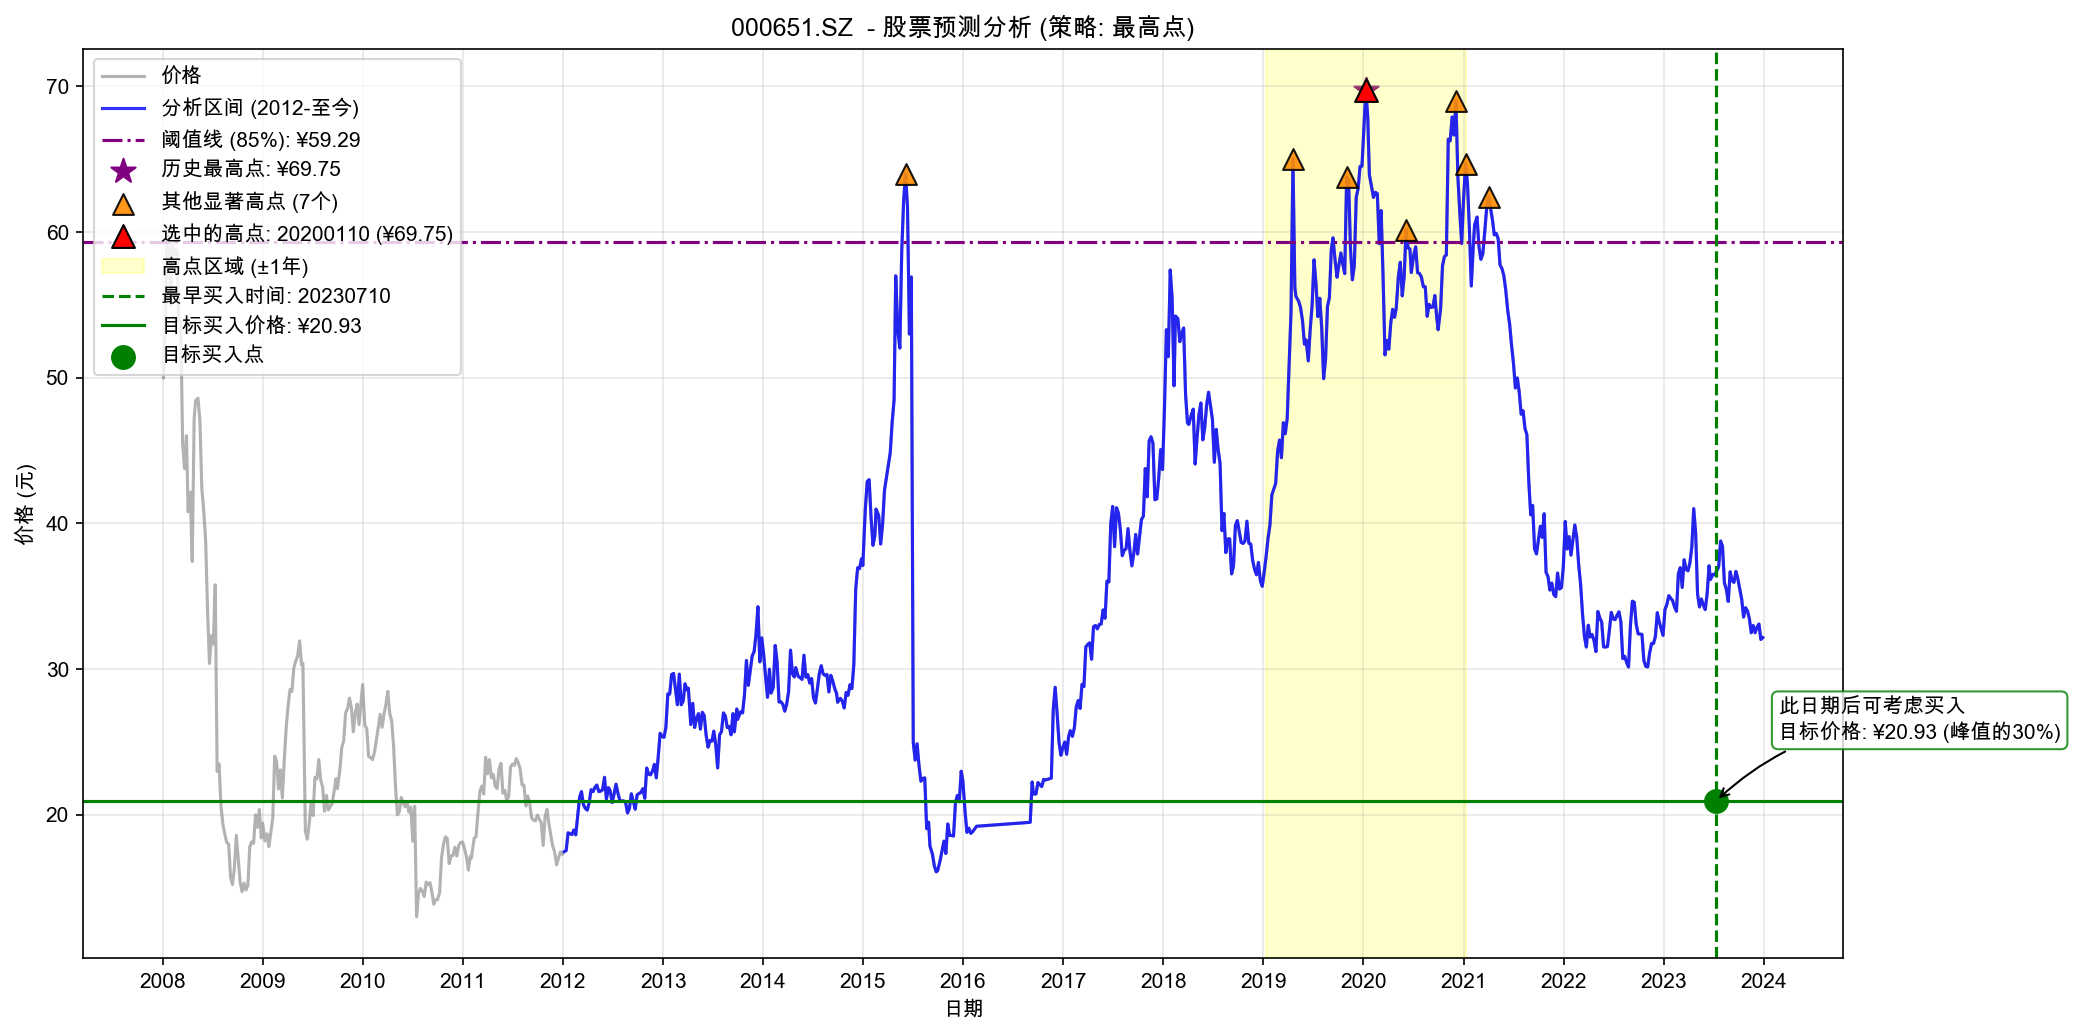 000651.SZ - 股票预测分析 (策略: 最高点)
价格 (元)
70
60
50
40
30
20
价格
分析区间 (2012-至今)
阈值线 (85%): ¥59.29
历史最高点: ¥69.75
其他显著高点 (7个)
选中的高点: 20200110 (¥69.75)
高点区域 (±1年)
最早买入时间: 20230710
目标买入价格: ¥20.93
目标买入点
此日期后可考虑买入
目标价格: ¥20.93 (峰值的30%)
2008 2009 2010 2011 2012 2013 2014 2015 2016 2017 2018 2019 2020 2021 2022 2023 2024
日期